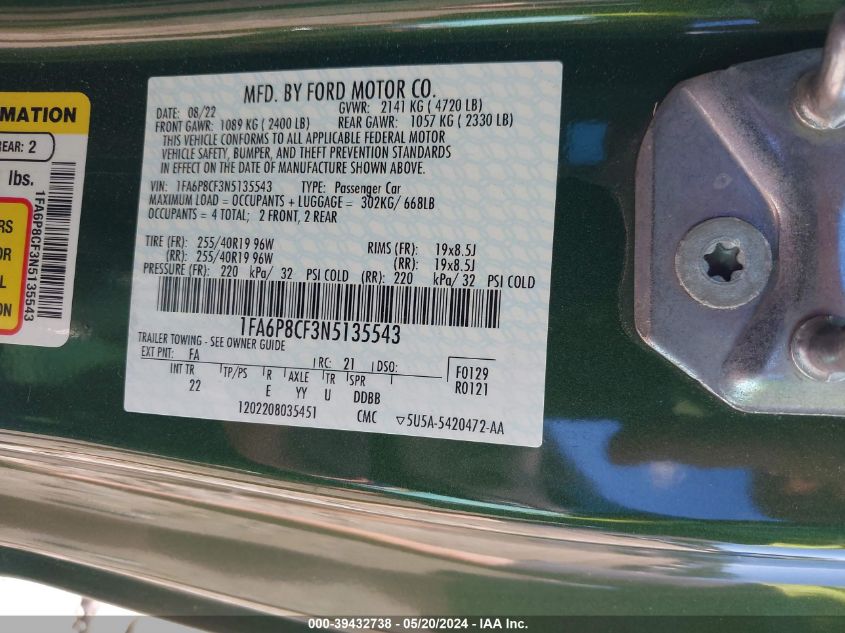 MFD. BY FORD MOTOR CO.
DATE: 08/22 GVWR: 2141 KG ( 4720 LB)
FRONT GAWR: 1089 KG ( 2400 LB) REAR GAWR: 1057 KG ( 2330 LB)
THIS VEHICLE CONFORMS TO ALL APPLICABLE FEDERAL MOTOR
VEHICLE SAFETY, BUMPER, AND THEFT PREVENTION STANDARDS
IN EFFECT ON THE DATE OF MANUFACTURE SHOWN ABOVE.
VIN: 1FA6P8CF3N5135543 TYPE: Passenger Car
MAXIMUM LOAD = OCCUPANTS + LUGGAGE = 302KG/ 668LB
OCCUPANTS = 4 TOTAL; 2 FRONT, 2 REAR
TIRE (FR): 255/40R19 96W RIMS (FR): 19x8.5J
(RR): 255/40R19 96W (RR): 19x8.5J
PRESSURE (FR): 220 kPa/ 32 PSI COLD (RR): 220 kPa/ 32 PSI COLD
1FA6P8CF3N5135543
TRAILER TOWING - SEE OWNER GUIDE
EXT PNT: FA RC: 21 DSO: F0129
R0121
INT TR TP/PS R AXLE TR SPR
22 E YY U DDBB
1202208035451 CMC ▽5U5A-5420472-AA
RMATION
REAR: 2
lbs.
1FA6P8CF3N5135543
RS
OR
L
ON
000-39432738 - 05/20/2024 - IAA Inc.